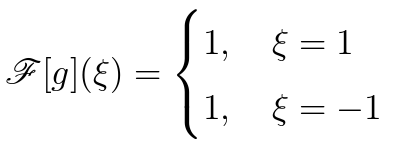 ℱ[g](ξ) = { 1, ξ = 1
1, ξ = −1